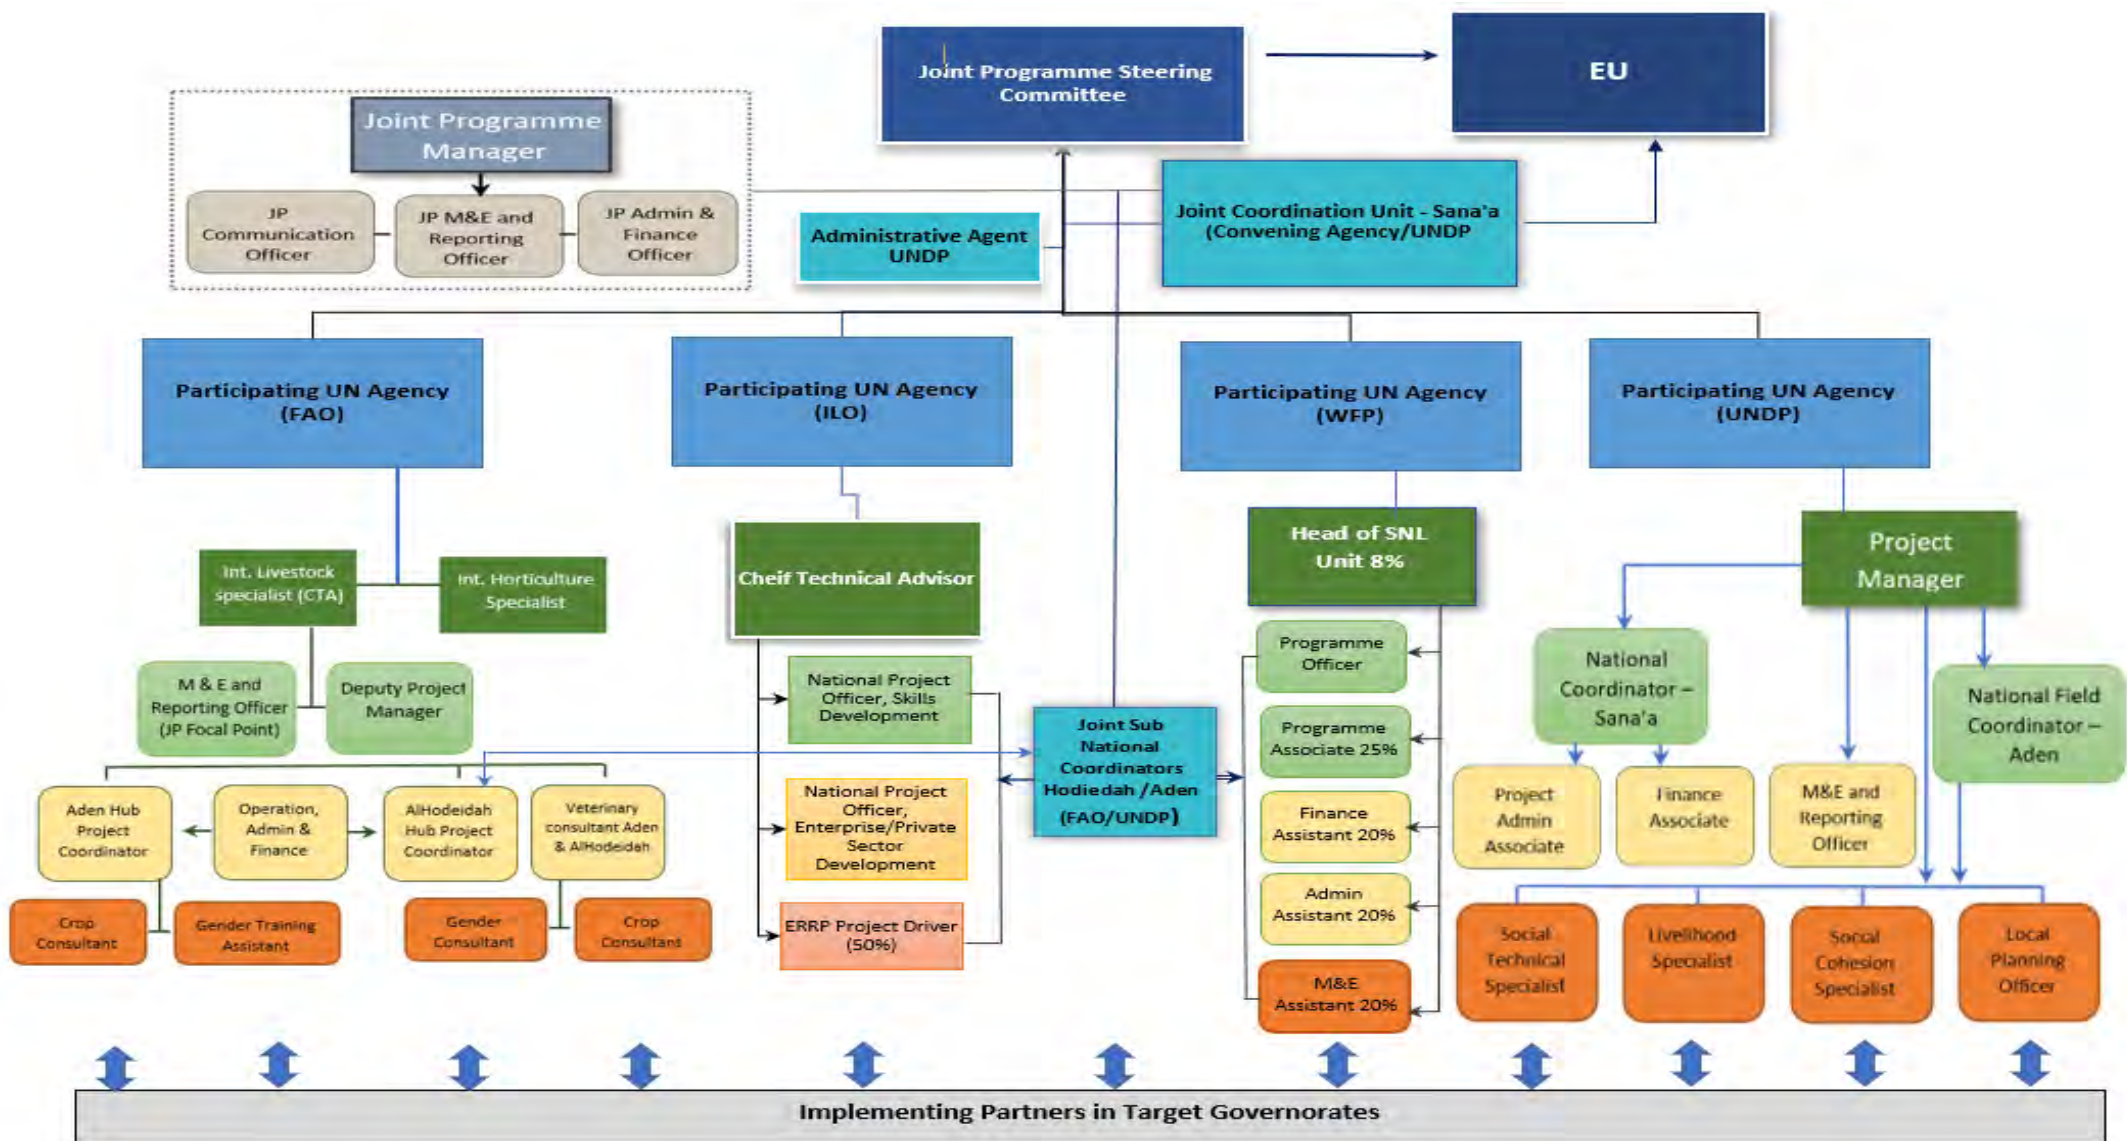 Joint Programme Steering
Committee
EU
Joint Programme
Manager
JP
Communication
Officer
JP M&E and
Reporting
Officer
JP Admin &
Finance
Officer
Administrative Agent
UNDP
Joint Coordination Unit - Sana'a
(Convening Agency/UNDP
Participating UN Agency
(FAO)
Participating UN Agency
(ILO)
Participating UN Agency
(WFP)
Participating UN Agency
(UNDP)
Int. Livestock
specialist (CTA)
Int. Horticulture
Specialist
M & E and
Reporting Officer
(JP Focal Point)
Deputy Project
Manager
Aden Hub
Project
Coordinator
Operation,
Admin &
Finance
AlHodeidah
Hub Project
Coordinator
Veterinary
consultant Aden
& AlHodeidah
Crop
Consultant
Gender Training
Assistant
Gender
Consultant
Crop
Consultant
Cheif Technical Advisor
National Project
Officer, Skills
Development
National Project
Officer,
Enterprise/Private
Sector
Development
ERRP Project Driver
(50%)
Joint Sub
National
Coordinators
Hodiedah /Aden
(FAO/UNDP)
Head of SNL
Unit 8%
Programme
Officer
Programme
Associate 25%
Finance
Assistant 20%
Admin
Assistant 20%
M&E
Assistant 20%
Project
Manager
National
Coordinator –
Sana'a
National Field
Coordinator –
Aden
Project
Admin
Associate
Finance
Associate
M&E and
Reporting
Officer
Social
Technical
Specialist
Livelihood
Specialist
Social
Cohesion
Specialist
Local
Planning
Officer
Implementing Partners in Target Governorates